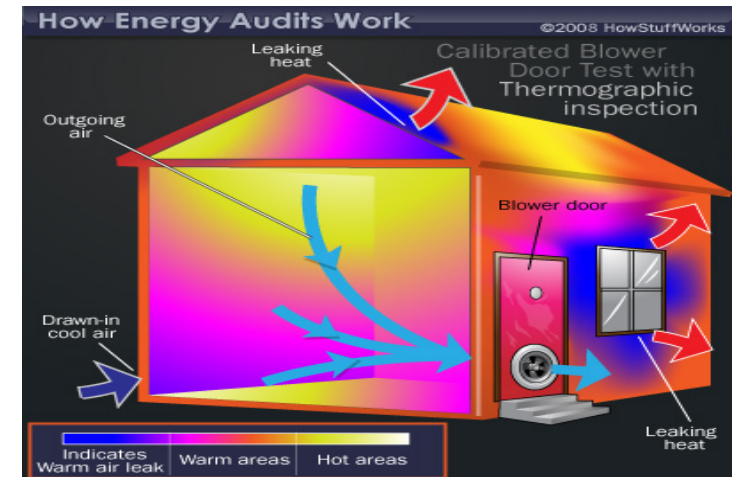 How Energy Audits Work
©2008 HowStuffWorks
Leaking
heat
Calibrated Blower
Door Test with
Thermographic
inspection
Outgoing
air
Blower door
Drawn-in
cool air
Leaking
heat
Indicates
Warm air leak
Warm areas
Hot areas